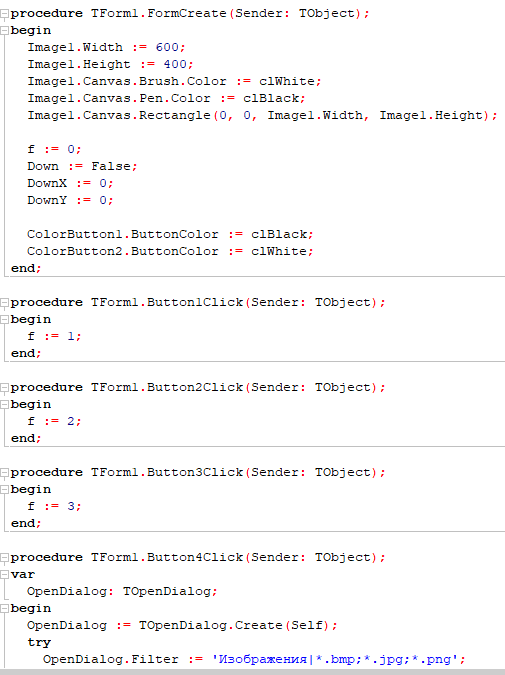 procedure TForm1.FormCreate(Sender: TObject);
begin
  Image1.Width := 600;
  Image1.Height := 400;
  Image1.Canvas.Brush.Color := clWhite;
  Image1.Canvas.Pen.Color := clBlack;
  Image1.Canvas.Rectangle(0, 0, Image1.Width, Image1.Height);

  f := 0;
  Down := False;
  DownX := 0;
  DownY := 0;

  ColorButton1.ButtonColor := clBlack;
  ColorButton2.ButtonColor := clWhite;
end;

procedure TForm1.Button1Click(Sender: TObject);
begin
  f := 1;
end;

procedure TForm1.Button2Click(Sender: TObject);
begin
  f := 2;
end;

procedure TForm1.Button3Click(Sender: TObject);
begin
  f := 3;
end;

procedure TForm1.Button4Click(Sender: TObject);
var
  OpenDialog: TOpenDialog;
begin
  OpenDialog := TOpenDialog.Create(Self);
  try
    OpenDialog.Filter := 'Изображения|*.bmp;*.jpg;*.png';